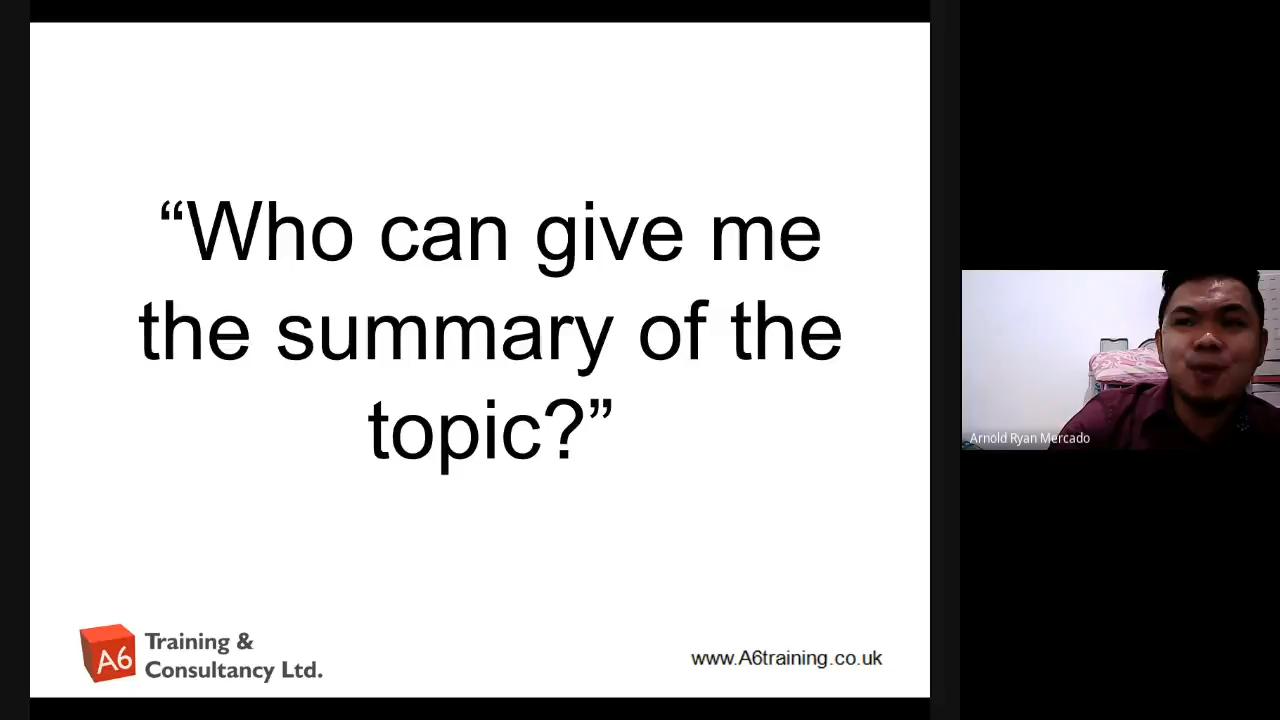 “Who can give me
the summary of the
topic?”
A6
Training &
Consultancy Ltd.
www.A6training.co.uk
Arnold Ryan Mercado